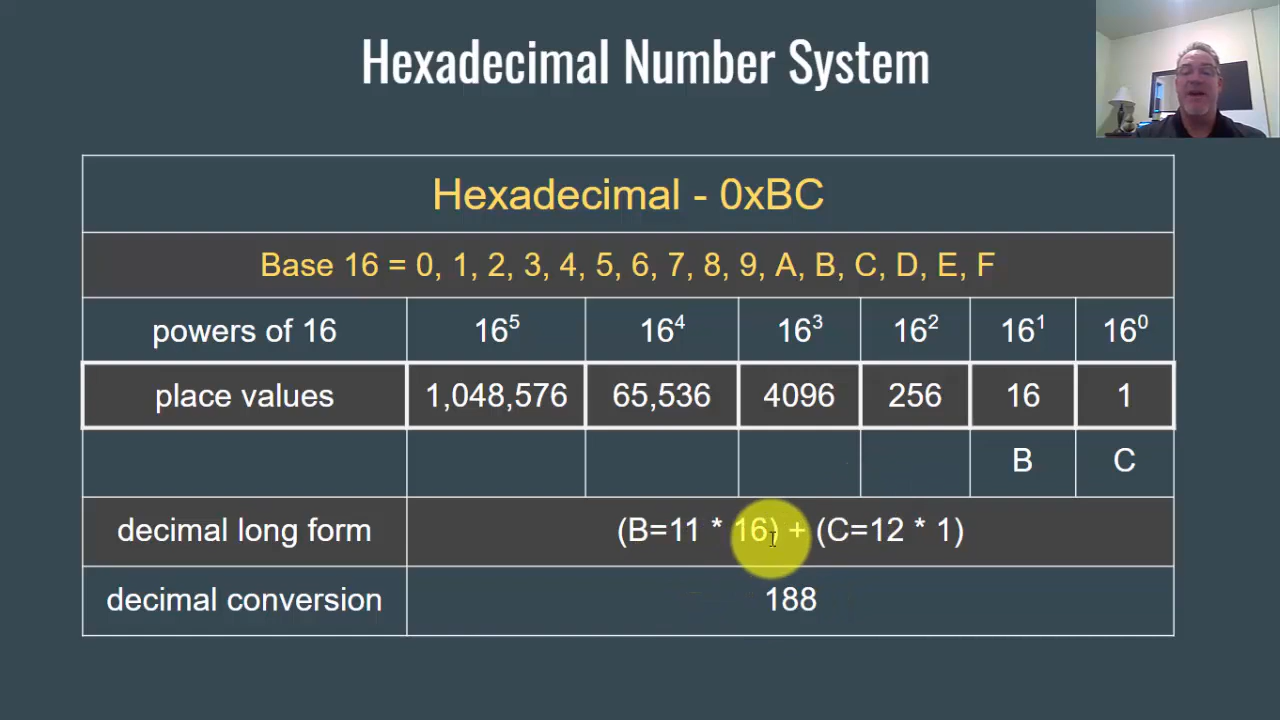 Hexadecimal Number System
Hexadecimal - 0xBC
Base 16 = 0, 1, 2, 3, 4, 5, 6, 7, 8, 9, A, B, C, D, E, F
powers of 16 16⁵ 16⁴ 16³ 16² 16¹ 16⁰
place values 1,048,576 65,536 4096 256 16 1
B C
decimal long form (B=11 * 16) + (C=12 * 1)
decimal conversion 188